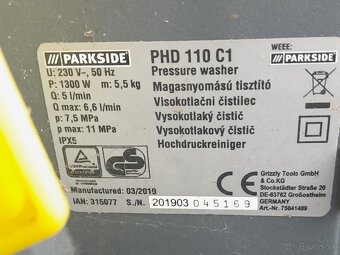 PARKSIDE
PHD 110 C1
WEEE: PARKSIDE
U: 230 V~, 50 Hz
P: 1300 W m: 5,5 kg
Q: 5 l/min
Q max: 6,6 l/min
p: 7,5 MPa
p max: 11 MPa
IPX5
Pressure washer
Magasnyomású tisztító
Visokotlačni čistilec
Vysokotlaký čistič
Vysokotlakový čistič
Hochdruckreiniger
Manufactured: 03/2019
IAN: 315077 S./N. 201903 045169
Grizzly Tools GmbH
& Co.KG
Stockstädter Straße 20
DE-63762 Großostheim
GERMANY
Art.-Nr. 75041489